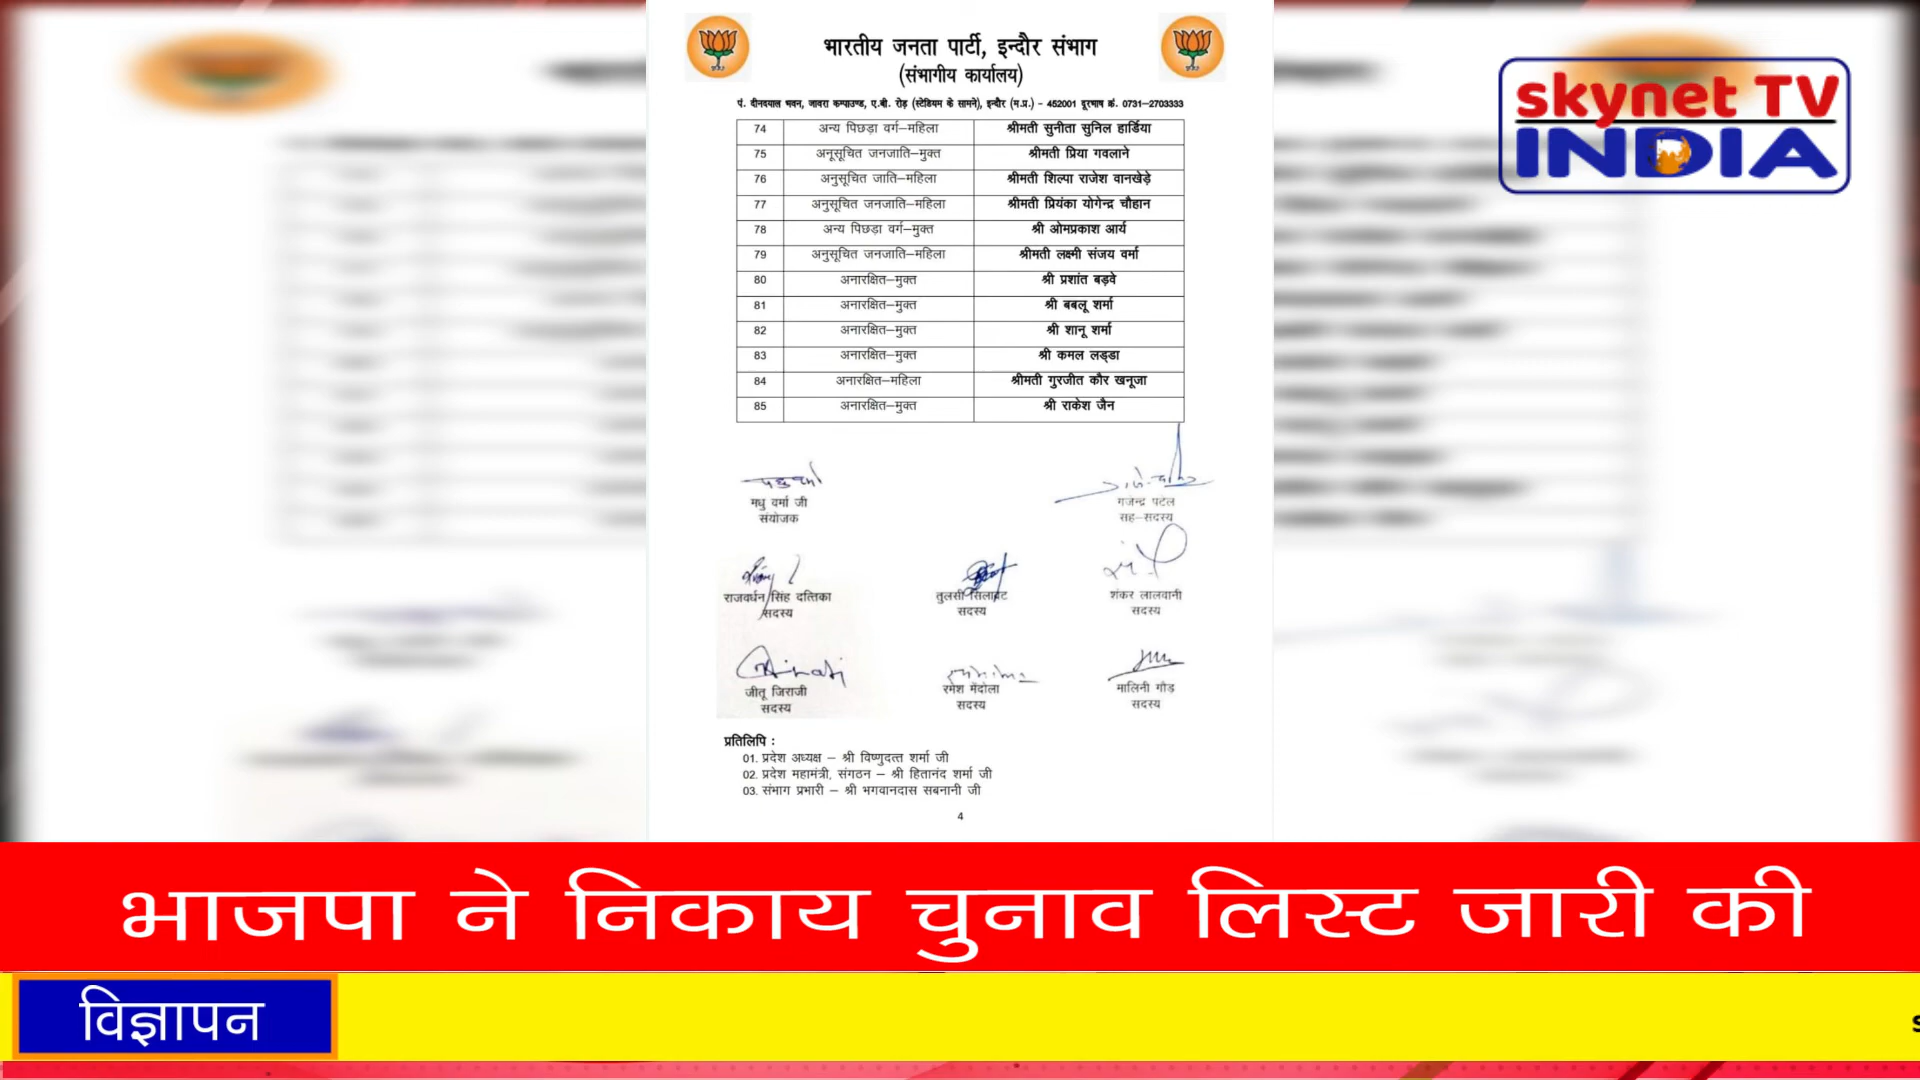 भारतीय जनता पार्टी, इन्दौर संभाग
(संभागीय कार्यालय)
पं. दीनदयाल भवन, जावरा कम्पाउण्ड, ए.बी. रोड़ (स्टेडियम के सामने), इन्दौर (म.प्र.) – 452001 दूरभाष क्रं. 0731–2703333
skynet TV
INDIA
74 अन्य पिछड़ा वर्ग–महिला श्रीमती सुनीता सुनिल हार्डिया
75 अनूसूचित जनजाति–मुक्त श्रीमती प्रिया गवलाने
76 अनुसूचित जाति–महिला श्रीमती शिल्पा राजेश वानखेड़े
77 अनुसूचित जनजाति–महिला श्रीमती प्रियंका योगेन्द्र चौहान
78 अन्य पिछड़ा वर्ग–मुक्त श्री ओमप्रकाश आर्य
79 अनुसूचित जनजाति–महिला श्रीमती लक्ष्मी संजय वर्मा
80 अनारक्षित–मुक्त श्री प्रशांत बड़वे
81 अनारक्षित–मुक्त श्री बबलू शर्मा
82 अनारक्षित–मुक्त श्री शानू शर्मा
83 अनारक्षित–मुक्त श्री कमल लड्डा
84 अनारक्षित–महिला श्रीमती गुरजीत कौर खनूजा
85 अनारक्षित–मुक्त श्री राकेश जैन
मधु वर्मा जी गजेन्द्र पटेल
संयोजक सह–सदस्य
राजवर्धन सिंह दत्तिका तुलसी सिलावट शंकर लालवानी
सदस्य सदस्य सदस्य
जीतू जिराजी रमेश मेंदोला मालिनी गौड़
सदस्य सदस्य सदस्य
प्रतिलिपि :
01. प्रदेश अध्यक्ष – श्री विष्णुदत्त शर्मा जी
02. प्रदेश महामंत्री, संगठन – श्री हितानंद शर्मा जी
03. संभाग प्रभारी – श्री भगवानदास सबनानी जी
4
भाजपा ने निकाय चुनाव लिस्ट जारी की
विज्ञापन